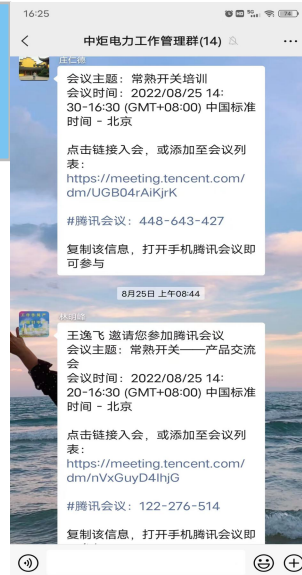 16:25
5G
74
中炬电力工作管理群(14)
庄仁德
会议主题：常熟开关培训
会议时间：2022/08/25 14:
30-16:30 (GMT+08:00) 中国标准
时间 - 北京
点击链接入会，或添加至会议列
表：
https://meeting.tencent.com/
dm/UGB04rAiKjrK
#腾讯会议：448-643-427
复制该信息，打开手机腾讯会议即
可参与
8月25日 上午08:44
王逸飞 邀请您参加腾讯会议
会议主题：常熟开关——产品交流
会
会议时间：2022/08/25 14:
20-16:30 (GMT+08:00) 中国标准
时间 - 北京
点击链接入会，或添加至会议列
表：
https://meeting.tencent.com/
dm/nVxGuyD4lhjG
#腾讯会议：122-276-514
复制该信息，打开手机腾讯会议即